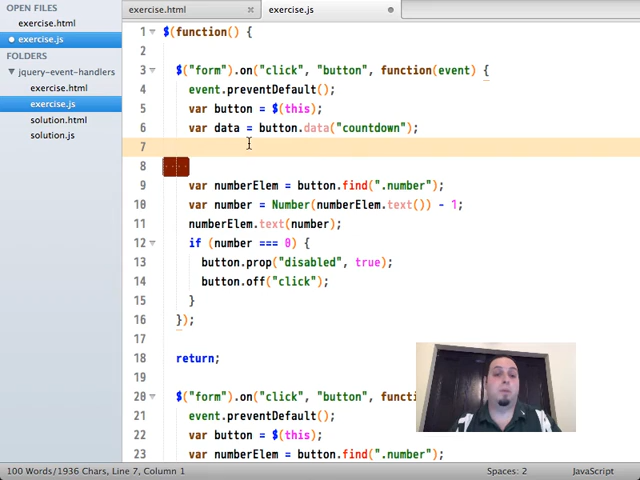 OPEN FILES
exercise.html
exercise.js
FOLDERS
jquery-event-handlers
exercise.html
exercise.js
solution.html
solution.js
exercise.html
exercise.js
1 $(function() {
2
3 $("form").on("click", "button", function(event) {
4 event.preventDefault();
5 var button = $(this);
6 var data = button.data("countdown");
7
8
9 var numberElem = button.find(".number");
10 var number = Number(numberElem.text()) - 1;
11 numberElem.text(number);
12 if (number === 0) {
13 button.prop("disabled", true);
14 button.off("click");
15 }
16 });
17
18 return;
19
20 $("form").on("click", "button", functi
21 event.preventDefault();
22 var button = $(this);
23 var numberElem = button.find(".number");
100 Words/1936 Chars, Line 7, Column 1
Spaces: 2
JavaScript